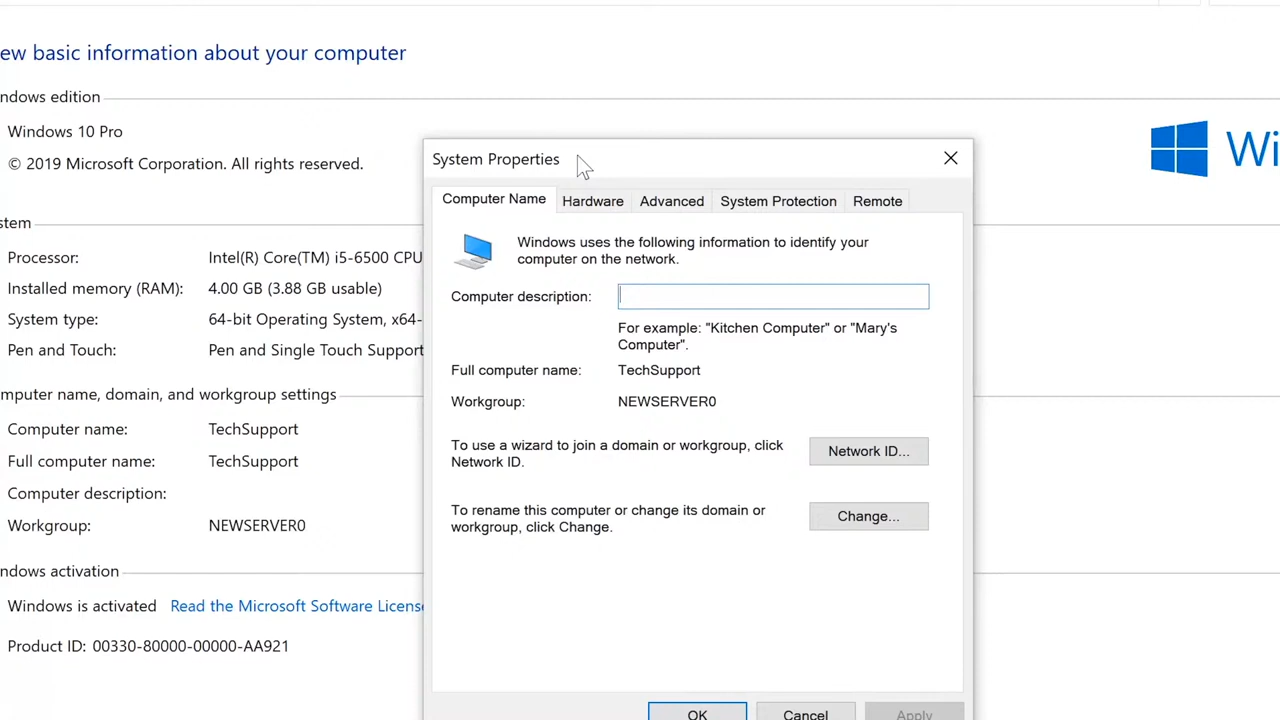 ew basic information about your computer
ndows edition
Windows 10 Pro
© 2019 Microsoft Corporation. All rights reserved.
Wi
stem
Processor: Intel(R) Core(TM) i5-6500 CPU
Installed memory (RAM): 4.00 GB (3.88 GB usable)
System type: 64-bit Operating System, x64-
Pen and Touch: Pen and Single Touch Support
mputer name, domain, and workgroup settings
Computer name: TechSupport
Full computer name: TechSupport
Computer description:
Workgroup: NEWSERVER0
ndows activation
Windows is activated Read the Microsoft Software License
Product ID: 00330-80000-00000-AA921
System Properties
Computer Name Hardware Advanced System Protection Remote
Windows uses the following information to identify your
computer on the network.
Computer description:
For example: "Kitchen Computer" or "Mary's
Computer".
Full computer name: TechSupport
Workgroup: NEWSERVER0
To use a wizard to join a domain or workgroup, click
Network ID.
Network ID...
To rename this computer or change its domain or
workgroup, click Change.
Change...
OK Cancel Apply